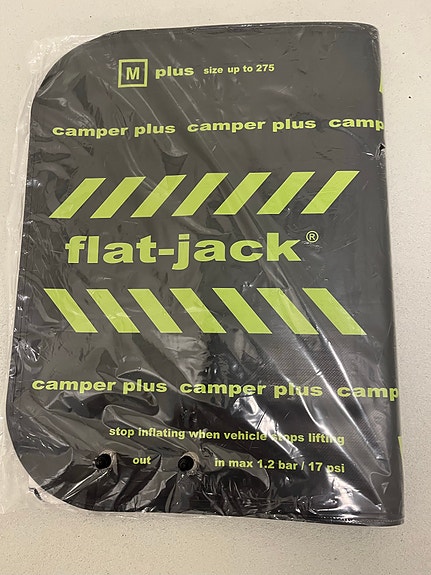 M plus size up to 275
camper plus camper plus camp
flat-jack®
camper plus camper plus camp
stop inflating when vehicle stops lifting
out in max 1.2 bar / 17 psi